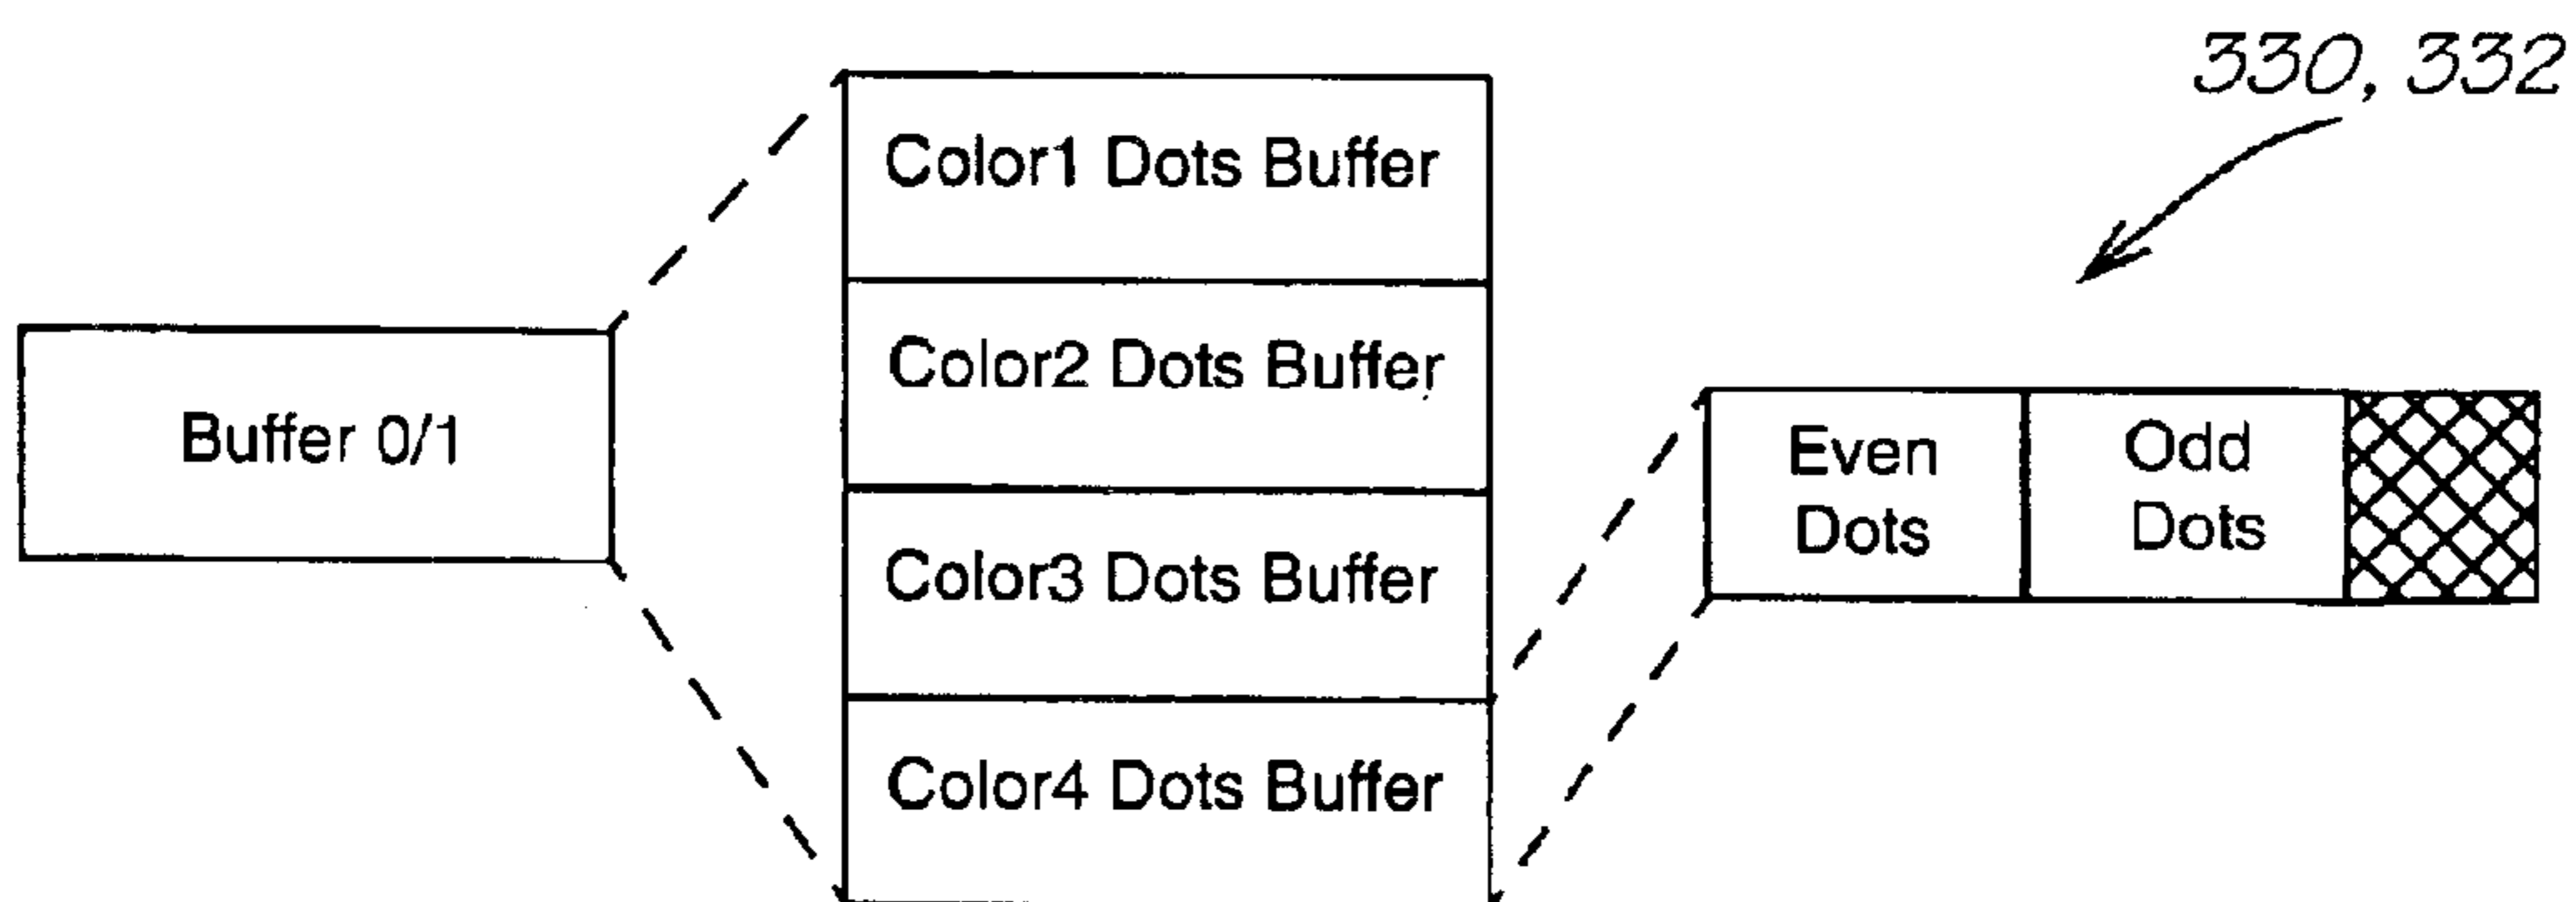 330, 332
Color1 Dots Buffer
Color2 Dots Buffer
Buffer 0/1
Color3 Dots Buffer
Color4 Dots Buffer
Even
Dots
Odd
Dots